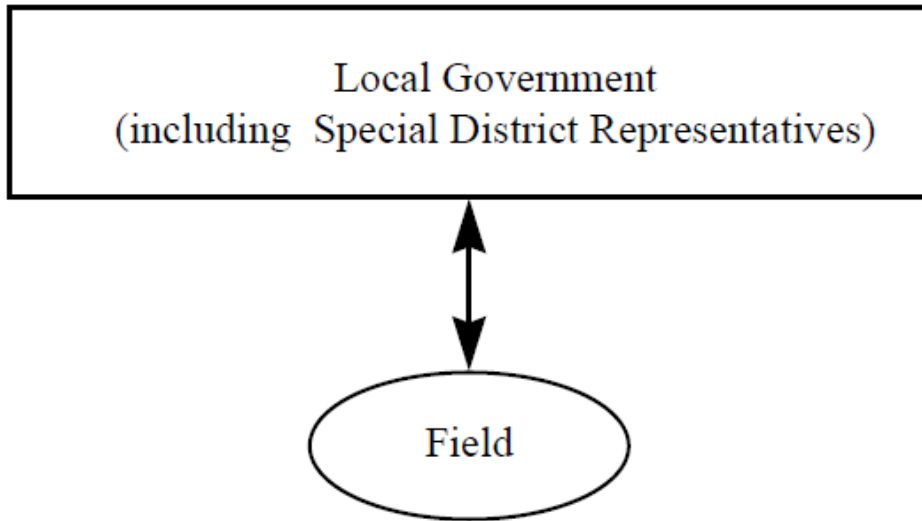 Local Government
(including Special District Representatives)
Field